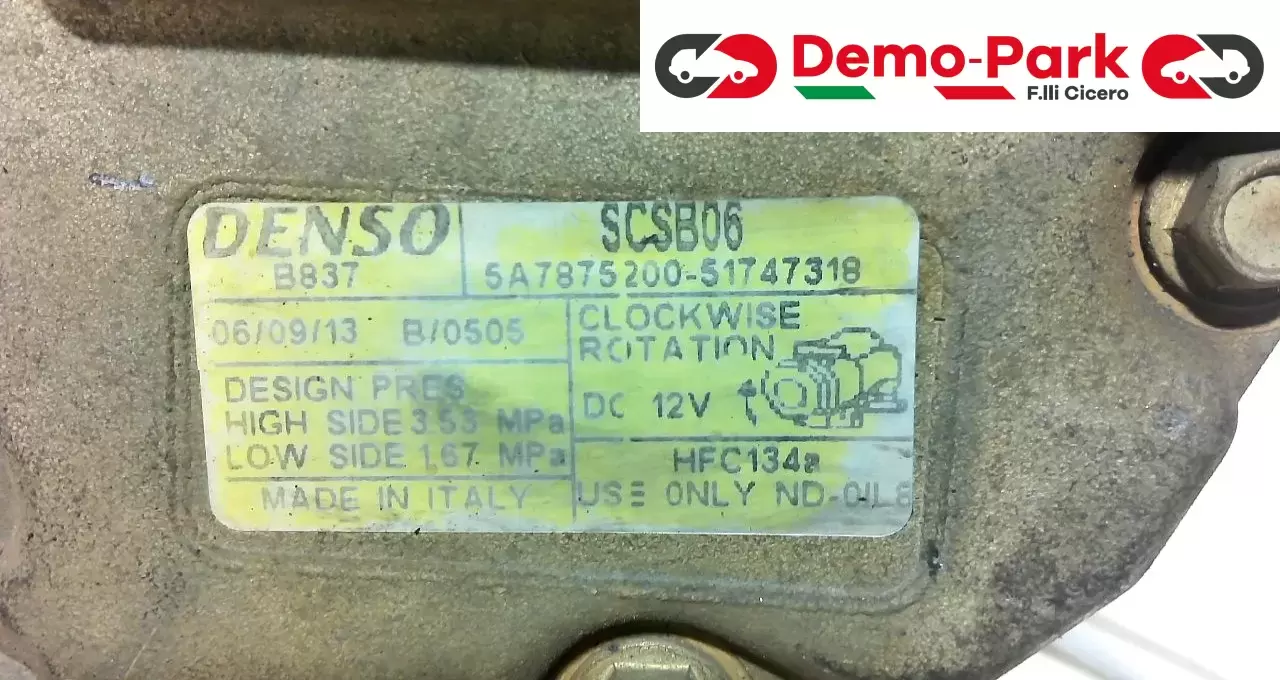 Demo-Park
F.lli Cicero
DENSO
B837
SCSB06
5A7875200-51747318
06/09/13 B/0505
CLOCKWISE
ROTATION
DC 12V
DESIGN PRES
HIGH SIDE 3.53 MPa
LOW SIDE 1.67 MPa
MADE IN ITALY
HFC134a
USE ONLY ND-OIL8